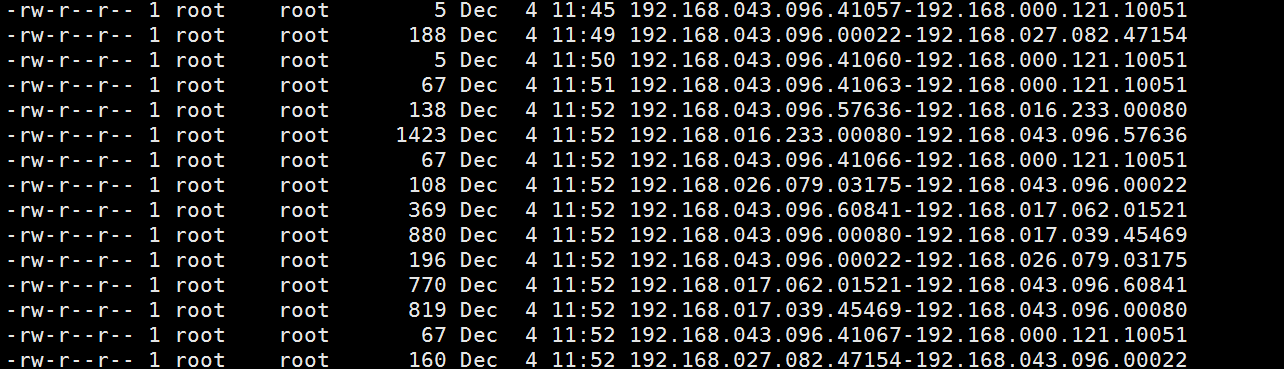 -rw-r--r-- 1 root    root         5 Dec  4 11:45 192.168.043.096.41057-192.168.000.121.10051
-rw-r--r-- 1 root    root       188 Dec  4 11:49 192.168.043.096.00022-192.168.027.082.47154
-rw-r--r-- 1 root    root         5 Dec  4 11:50 192.168.043.096.41060-192.168.000.121.10051
-rw-r--r-- 1 root    root        67 Dec  4 11:51 192.168.043.096.41063-192.168.000.121.10051
-rw-r--r-- 1 root    root       138 Dec  4 11:52 192.168.043.096.57636-192.168.016.233.00080
-rw-r--r-- 1 root    root      1423 Dec  4 11:52 192.168.016.233.00080-192.168.043.096.57636
-rw-r--r-- 1 root    root        67 Dec  4 11:52 192.168.043.096.41066-192.168.000.121.10051
-rw-r--r-- 1 root    root       108 Dec  4 11:52 192.168.026.079.03175-192.168.043.096.00022
-rw-r--r-- 1 root    root       369 Dec  4 11:52 192.168.043.096.60841-192.168.017.062.01521
-rw-r--r-- 1 root    root       880 Dec  4 11:52 192.168.043.096.00080-192.168.017.039.45469
-rw-r--r-- 1 root    root       196 Dec  4 11:52 192.168.043.096.00022-192.168.026.079.03175
-rw-r--r-- 1 root    root       770 Dec  4 11:52 192.168.017.062.01521-192.168.043.096.60841
-rw-r--r-- 1 root    root       819 Dec  4 11:52 192.168.017.039.45469-192.168.043.096.00080
-rw-r--r-- 1 root    root        67 Dec  4 11:52 192.168.043.096.41067-192.168.000.121.10051
-rw-r--r-- 1 root    root       160 Dec  4 11:52 192.168.027.082.47154-192.168.043.096.00022